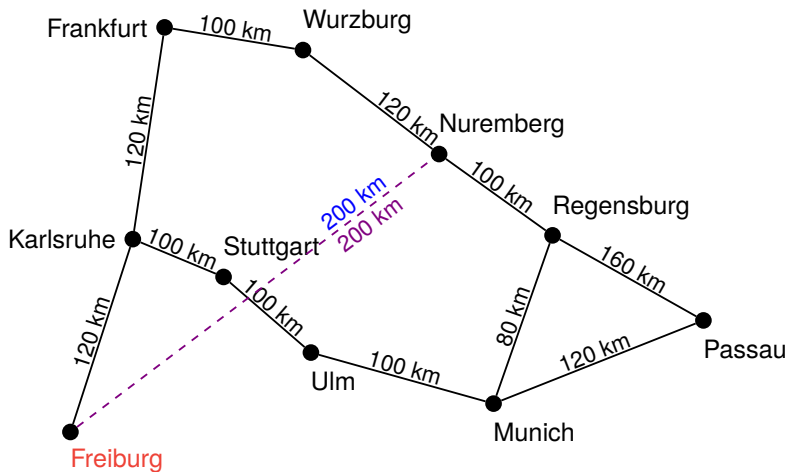 Wurzburg
Frankfurt
100 km
120 km
Nuremberg
120 km
100 km
200 km
200 km
Regensburg
Karlsruhe
100 km
Stuttgart
160 km
100 km
80 km
120 km
120 km
100 km
Passau
Ulm
Munich
Freiburg